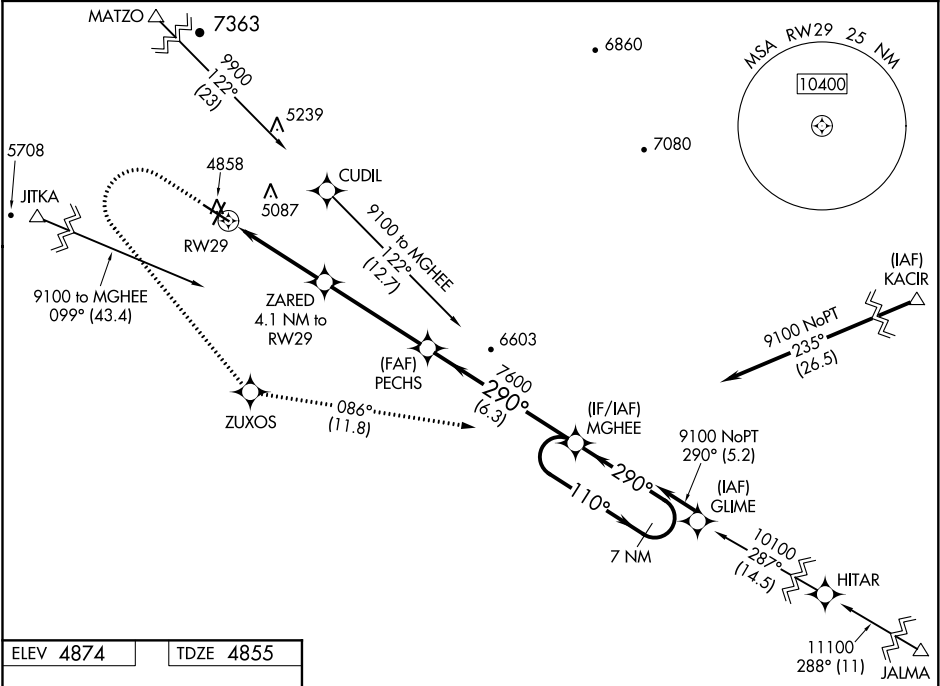 MATZO
7363
9900
122°
(23)
6860
MSA RW29 25 NM
10400
5239
7080
5708
JITKA
4858
5087
CUDIL
RW29
9100 to MGHEE
122°
(12.7)
9100 to MGHEE
099° (43.4)
ZARED
4.1 NM to
RW29
(IAF)
KACIR
9100 NoPT
235°
(26.5)
6603
(FAF)
PECHS
7600
290°
(6.3)
ZUXOS
086°
(11.8)
(IF/IAF)
MGHEE
9100 NoPT
290° (5.2)
290°
110°
7 NM
(IAF)
GLIME
10100
287°
(14.5)
HITAR
11100
288° (11)
JALMA
ELEV 4874
TDZE 4855